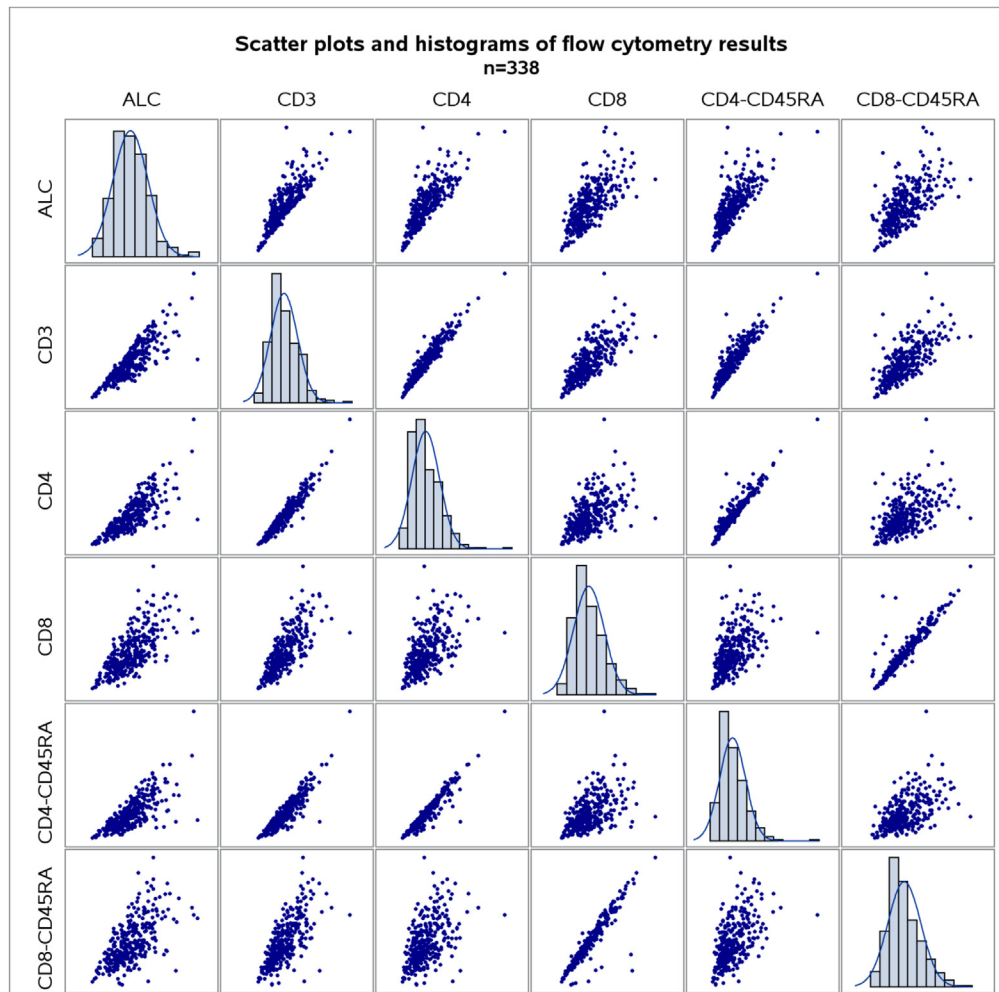 Scatter plots and histograms of flow cytometry results
n=338
ALC CD3 CD4 CD8 CD4-CD45RA CD8-CD45RA
ALC
CD3
CD4
CD8
CD4-CD45RA
CD8-CD45RA